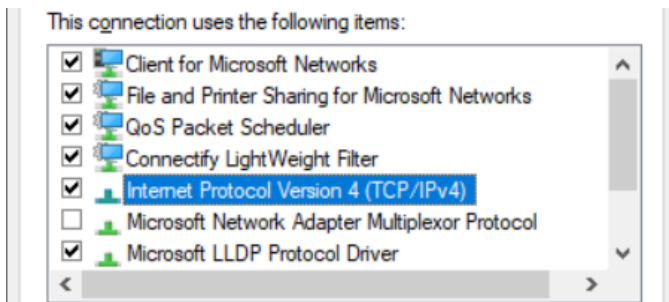 This connection uses the following items:
Client for Microsoft Networks
File and Printer Sharing for Microsoft Networks
QoS Packet Scheduler
Connectify LightWeight Filter
Internet Protocol Version 4 (TCP/IPv4)
Microsoft Network Adapter Multiplexor Protocol
Microsoft LLDP Protocol Driver